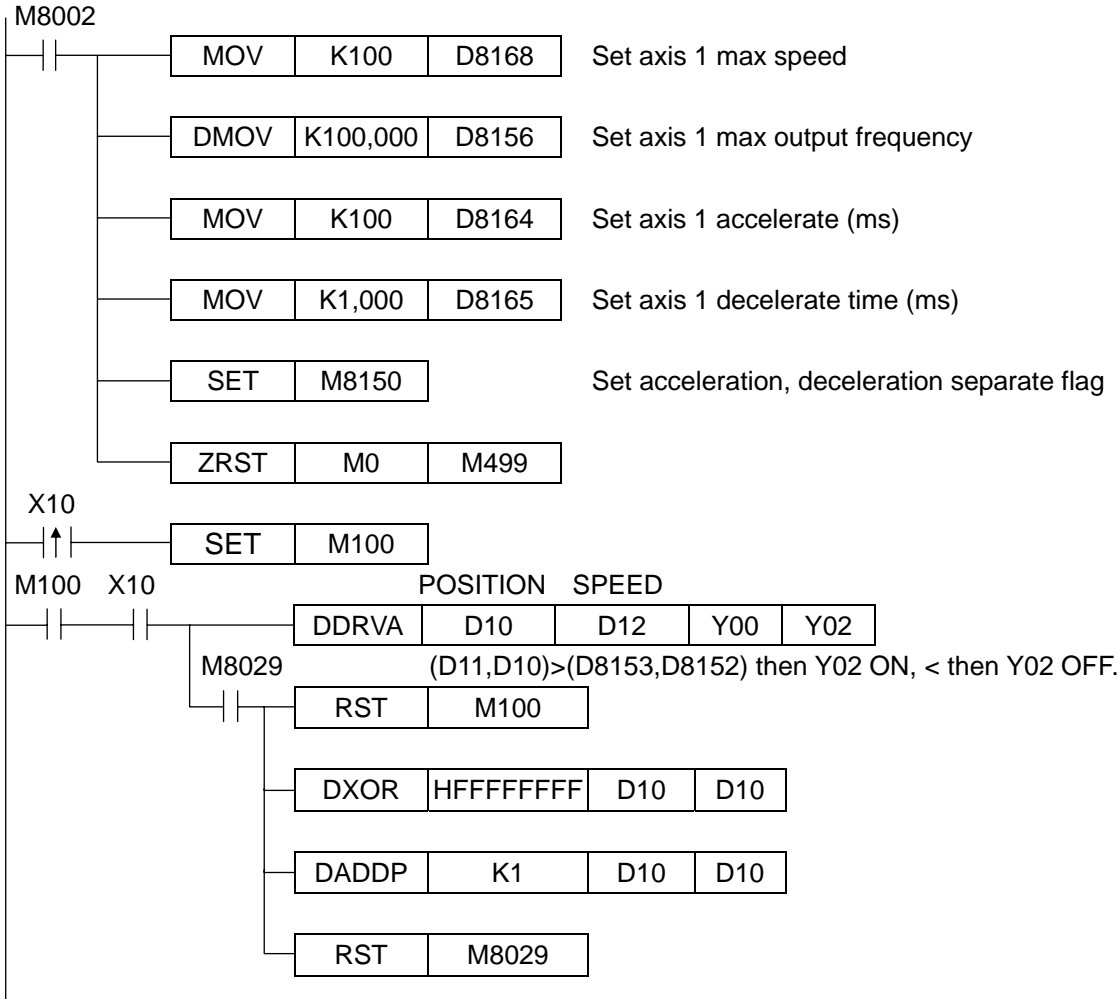 M8002
MOV K100 D8168 Set axis 1 max speed
DMOV K100,000 D8156 Set axis 1 max output frequency
MOV K100 D8164 Set axis 1 accelerate (ms)
MOV K1,000 D8165 Set axis 1 decelerate time (ms)
SET M8150 Set acceleration, deceleration separate flag
ZRST M0 M499
X10
SET M100
M100 X10 POSITION SPEED
DDRVA D10 D12 Y00 Y02
M8029 (D11,D10)>(D8153,D8152) then Y02 ON, < then Y02 OFF.
RST M100
DXOR HFFFFFFFF D10 D10
DADDP K1 D10 D10
RST M8029